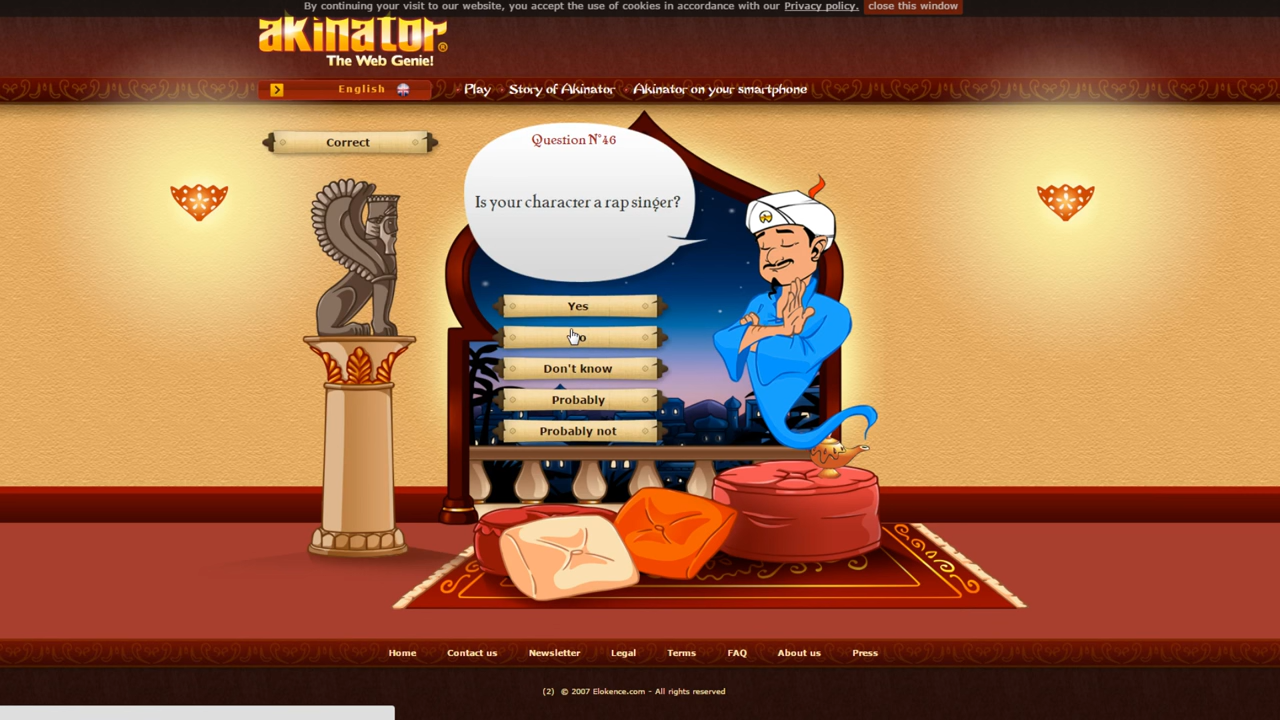 By continuing your visit to our website, you accept the use of cookies in accordance with our Privacy policy. close this window
akinator®
The Web Genie!
English
Play
Story of Akinator
Akinator on your smartphone
Correct
Question N°46
Is your character a rap singer?
Yes
Don't know
Probably
Probably not
Home
Contact us
Newsletter
Legal
Terms
FAQ
About us
Press
(2) © 2007 Elokence.com - All rights reserved